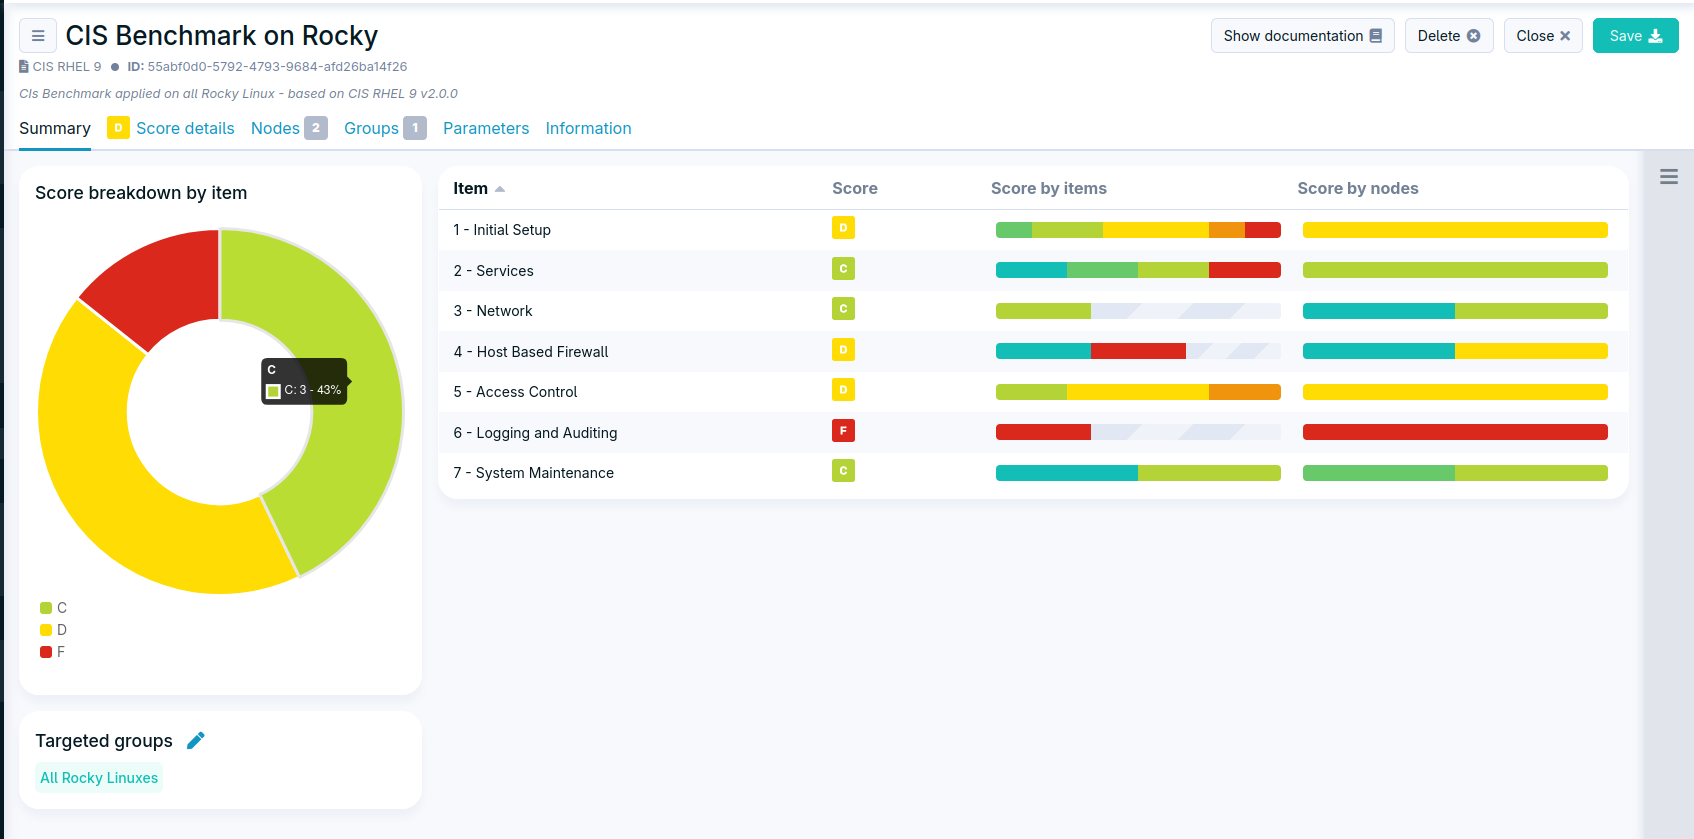 CIS Benchmark on Rocky
Show documentation
Delete
Close
Save
CIS RHEL 9 ● ID: 55abf0d0-5792-4793-9684-afd26ba14f26
CIs Benchmark applied on all Rocky Linux - based on CIS RHEL 9 v2.0.0
Summary D Score details Nodes 2 Groups 1 Parameters Information
Score breakdown by item
C
C: 3 - 43%
C
D
F
Targeted groups
All Rocky Linuxes
Item Score Score by items Score by nodes
1 - Initial Setup D
2 - Services C
3 - Network C
4 - Host Based Firewall D
5 - Access Control D
6 - Logging and Auditing F
7 - System Maintenance C